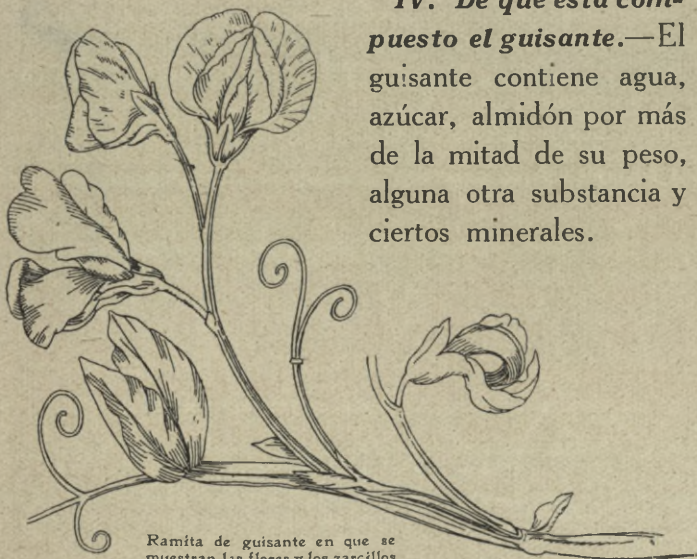 IV. De qué está com-
puesto el guisante.—El
guisante contiene agua,
azúcar, almidón por más
de la mitad de su peso,
alguna otra substancia y
ciertos minerales.
Ramita de guisante en que se
muestran las flores y los zarcillos